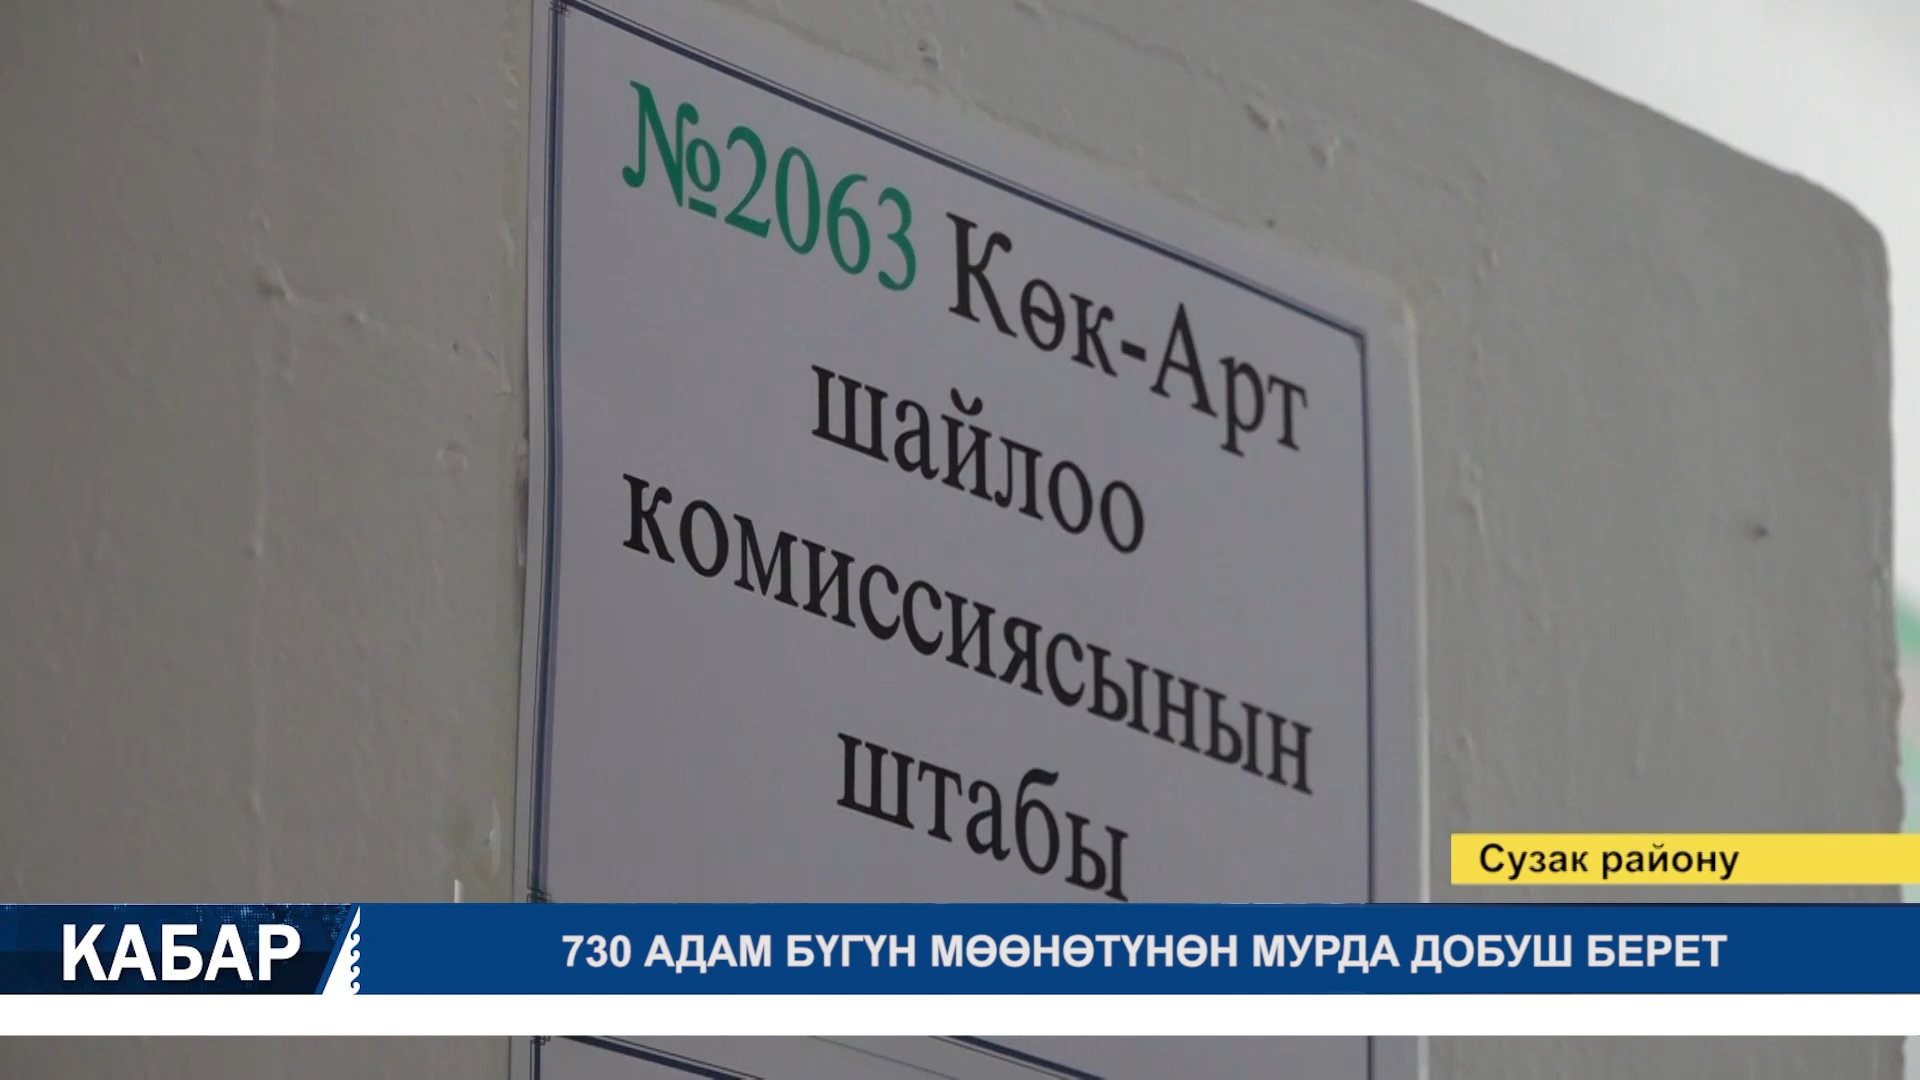 №2063 Көк-Арт
шайлоо
комиссиясынын
штабы
Сузак району
КАБАР
730 АДАМ БҮГҮН МӨӨНӨТҮНӨН МУРДА ДОБУШ БЕРЕТ